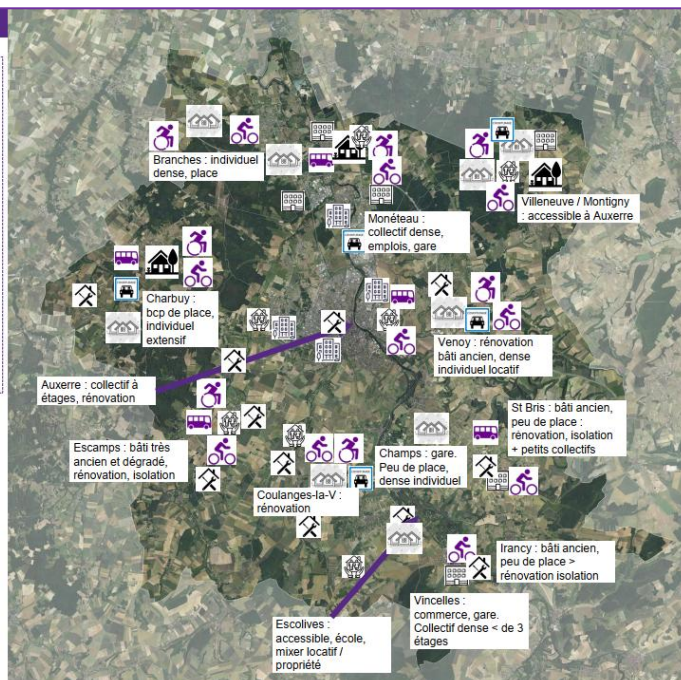 Branches : individuel
dense, place
Villeneuve / Montigny
: accessible à Auxerre
Monéteau :
collectif dense,
emplois, gare
Charbuy :
bcp de place,
individuel
extensif
Venoy : rénovation
bâti ancien, dense
individuel locatif
Auxerre : collectif à
étages, rénovation
St Bris : bâti ancien,
peu de place :
rénovation, isolation
+ petits collectifs
Escamps : bâti très
ancien et dégradé,
rénovation, isolation
Champs : gare.
Peu de place,
dense individuel
Coulanges-la-V :
rénovation
Irancy : bâti ancien,
peu de place >
rénovation isolation
Vincelles :
commerce, gare.
Collectif dense < de 3
étages
Escolives :
accessible, école,
mixer locatif /
propriété